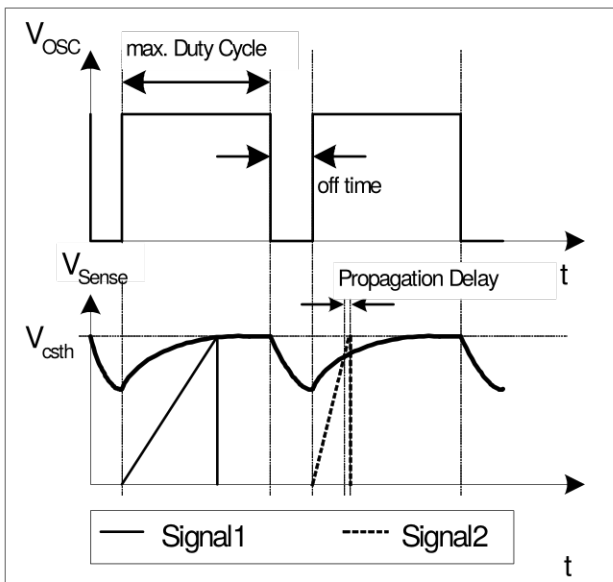 V_OSC
max. Duty Cycle
off time
t
V_Sense
Propagation Delay
V_csth
Signal1
Signal2
t